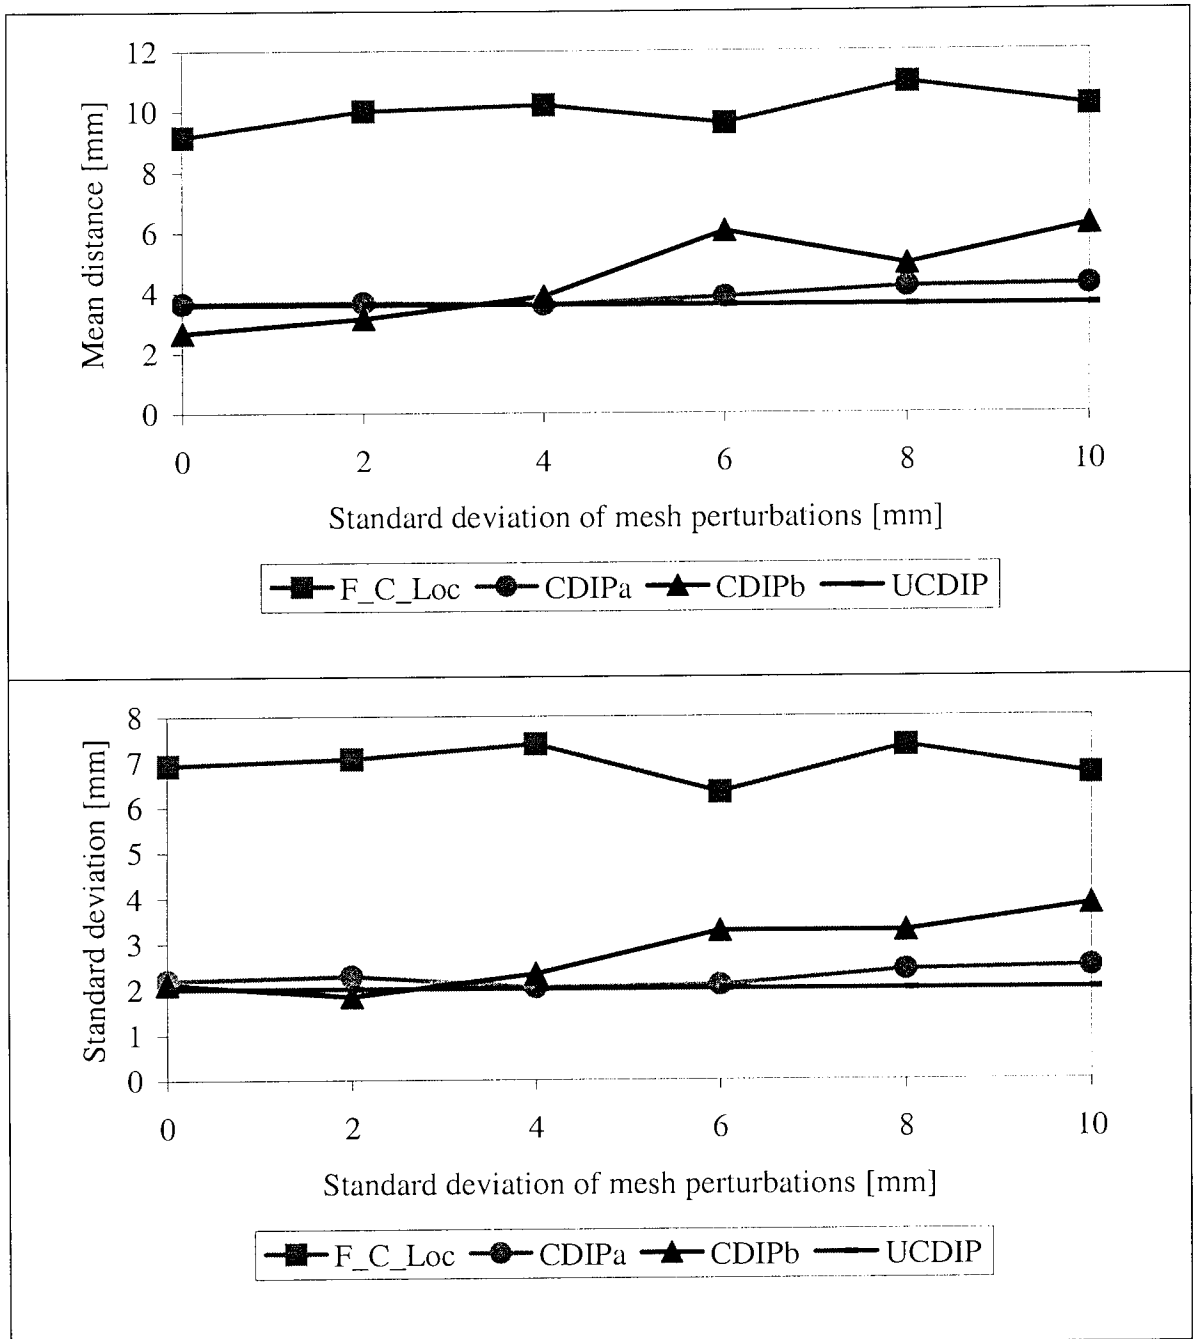 12
10
8
6
4
2
0
Mean distance [mm]
0 2 4 6 8 10
Standard deviation of mesh perturbations [mm]
F_C_Loc CDIPa CDIPb UCDIP
8
7
6
5
4
3
2
1
0
Standard deviation [mm]
0 2 4 6 8 10
Standard deviation of mesh perturbations [mm]
F_C_Loc CDIPa CDIPb UCDIP